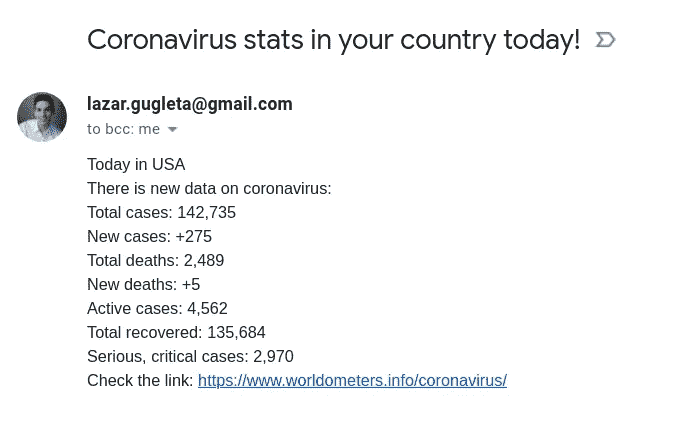 Coronavirus stats in your country today!
lazar.gugleta@gmail.com
to bcc: me
Today in USA
There is new data on coronavirus:
Total cases: 142,735
New cases: +275
Total deaths: 2,489
New deaths: +5
Active cases: 4,562
Total recovered: 135,684
Serious, critical cases: 2,970
Check the link: https://www.worldometers.info/coronavirus/